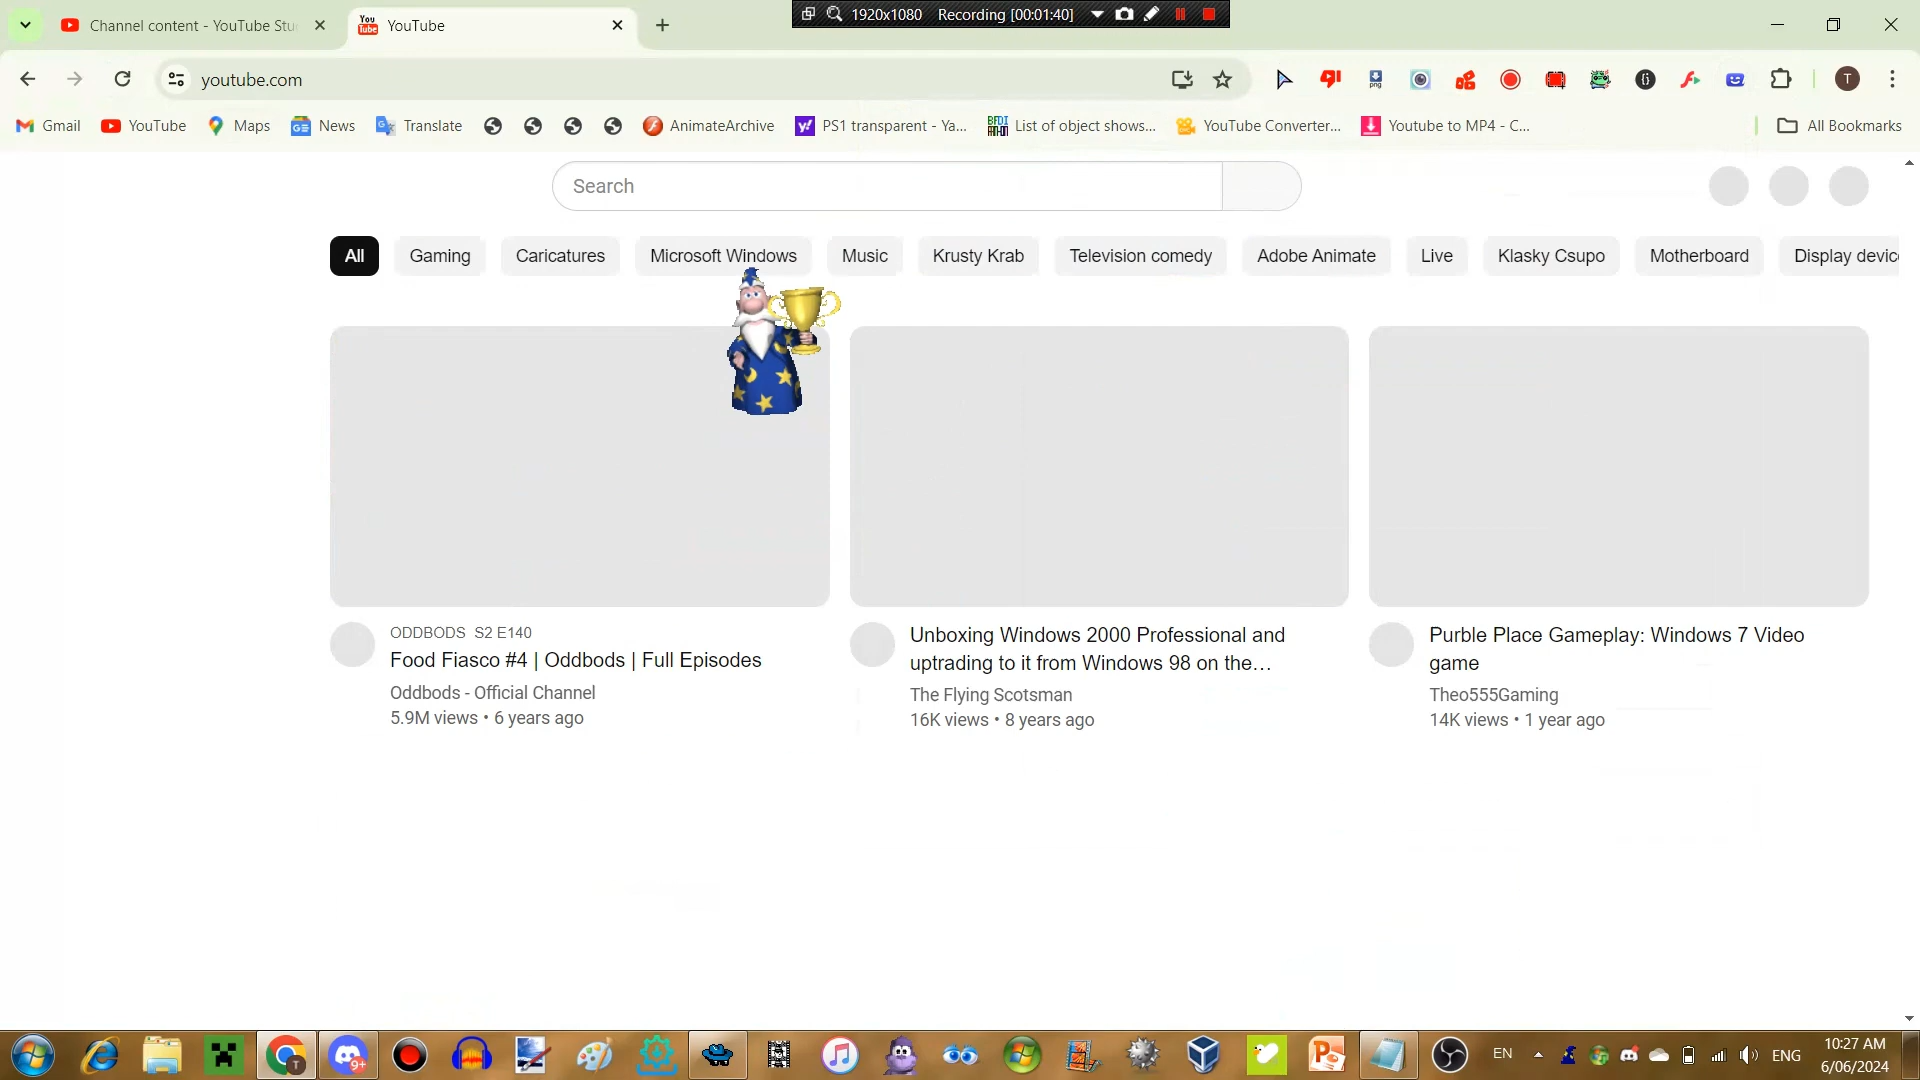 1920x1080 Recording [00:01:40]
Channel content - YouTube Stu
You Tube YouTube
youtube.com
png
T
Gmail YouTube Maps News Translate AnimateArchive PS1 transparent - Ya... List of object shows... YouTube Converter... Youtube to MP4 - C... All Bookmarks
Search
All Gaming Caricatures Microsoft Windows Music Krusty Krab Television comedy Adobe Animate Live Klasky Csupo Motherboard Display devic
ODDBODS S2 E140
Food Fiasco #4 | Oddbods | Full Episodes
Oddbods - Official Channel
5.9M views • 6 years ago
Unboxing Windows 2000 Professional and
uptrading to it from Windows 98 on the...
The Flying Scotsman
16K views • 8 years ago
Purble Place Gameplay: Windows 7 Video
game
Theo555Gaming
14K views • 1 year ago
T 9+ EN ENG
10:27 AM
6/06/2024